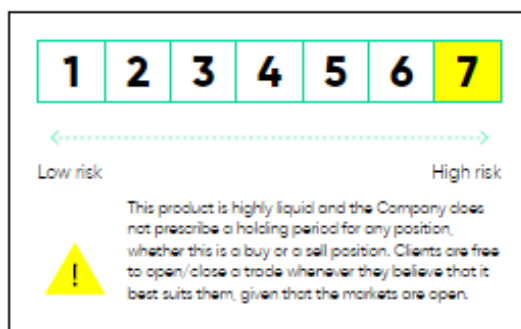 1 2 3 4 5 6 7
Low risk High risk
This product is highly liquid and the Company does
not prescribe a holding period for any position,
whether this is a buy or a sell position. Clients are free
to open/close a trade whenever they believe that it
best suits them, given that the markets are open.
!